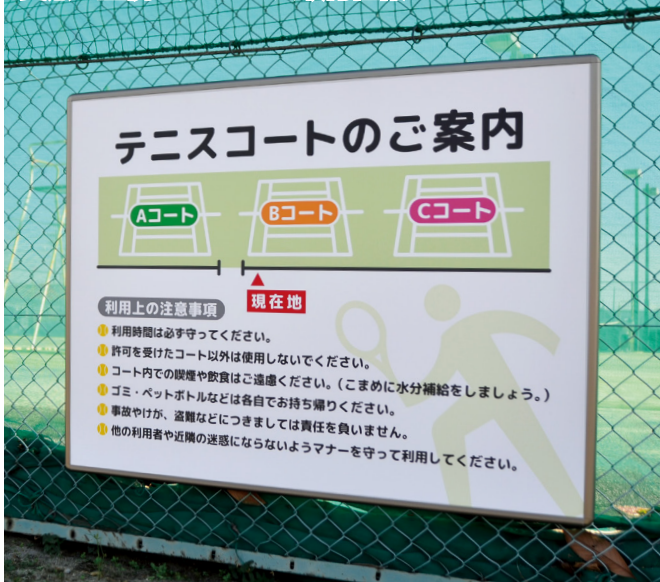 テニスコートのご案内
Aコート
Bコート
Cコート
現在地
利用上の注意事項
利用時間は必ず守ってください。
許可を受けたコート以外は使用しないでください。
コート内での喫煙や飲食はご遠慮ください。(こまめに水分補給をしましょう。)
ゴミ・ペットボトルなどは各自でお持ち帰りください。
事故やけが、盗難などにつきましては責任を負いません。
他の利用者や近隣の迷惑にならないようマナーを守って利用してください。